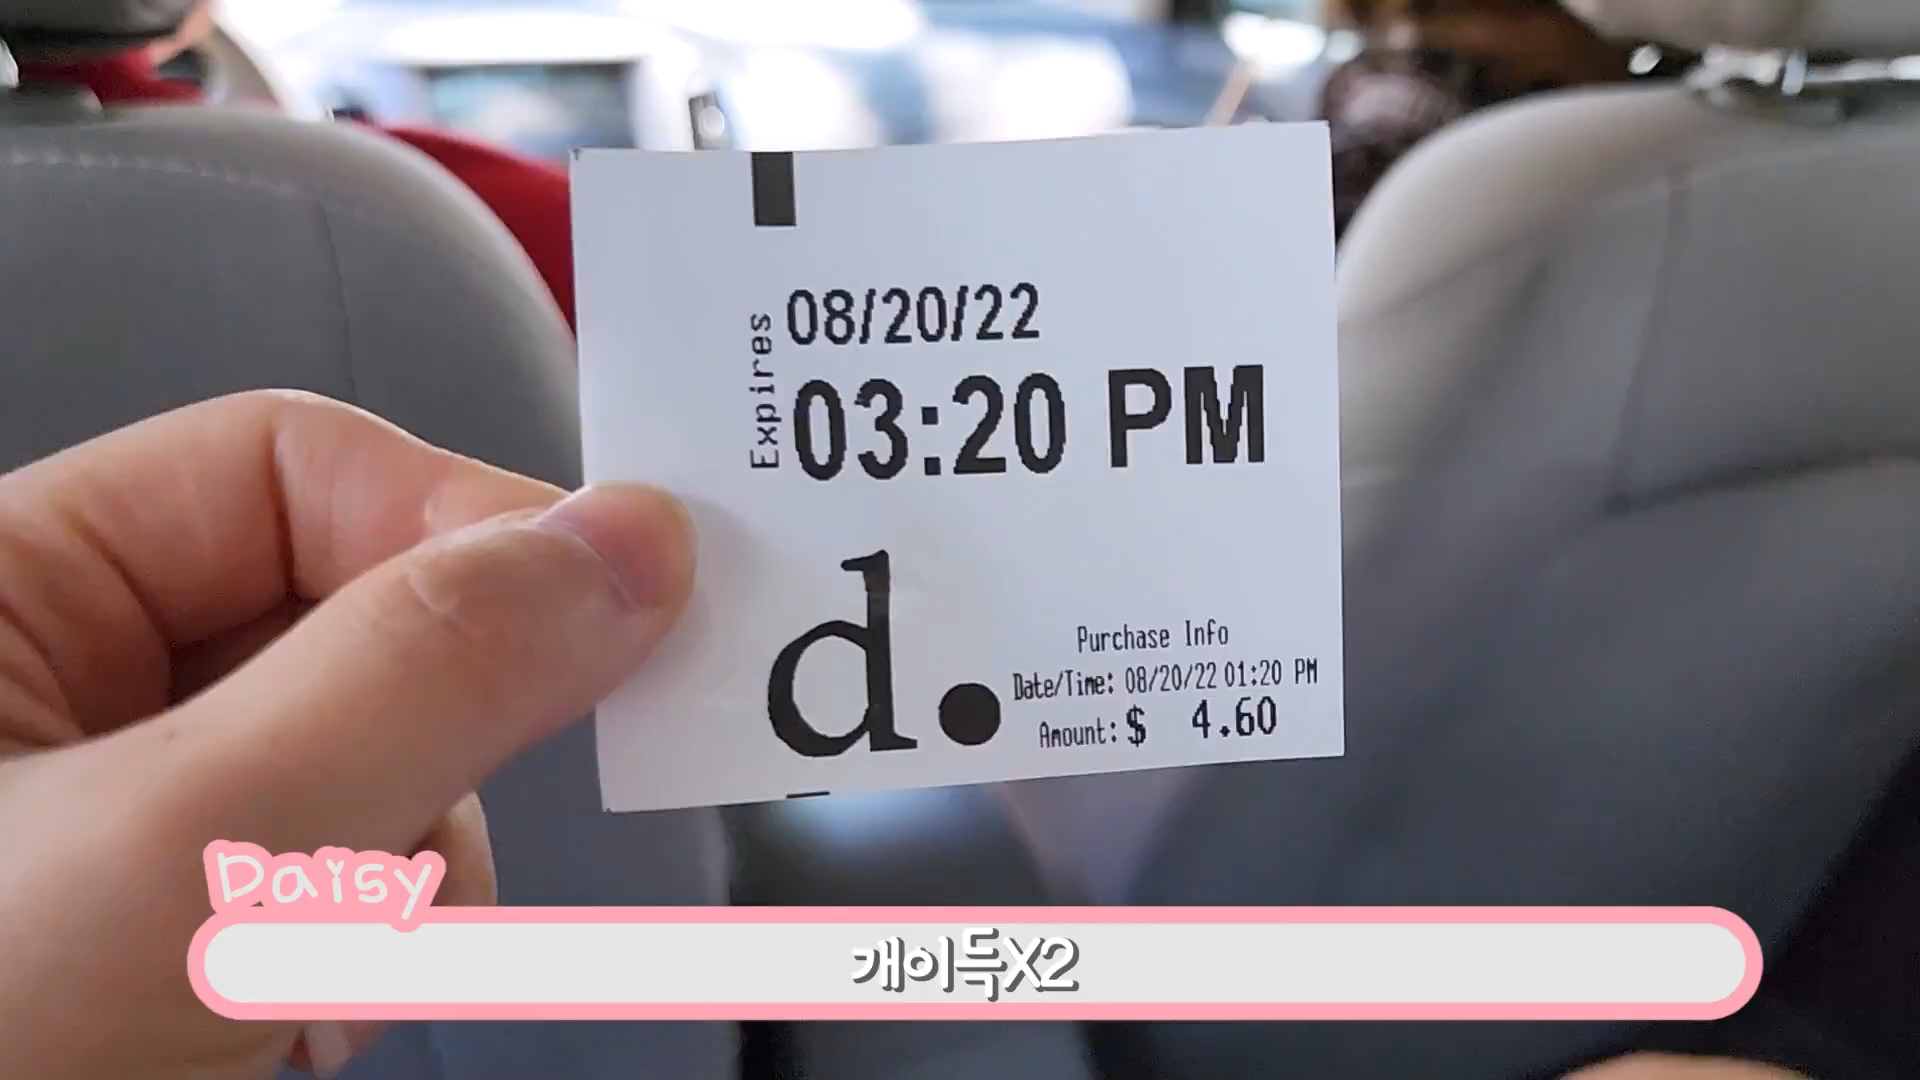 08/20/22
Expires
03:20 PM
d.
Purchase Info
Date/Time: 08/20/22 01:20 PM
Amount: $ 4.60
Daisy
개이득X2